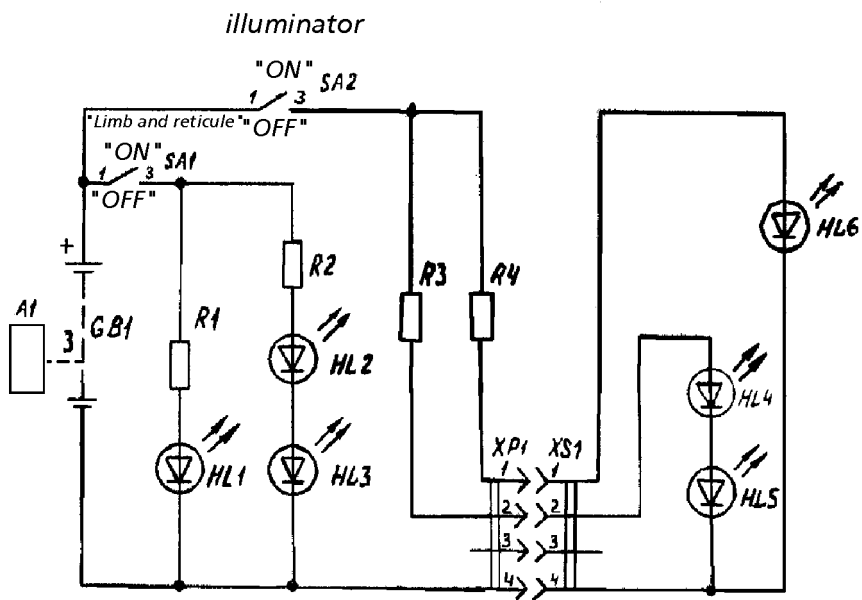 illuminator
"ON" SA2
1 3
"Limb and reticule" "OFF"
"ON" SA1
1 3
"OFF"
+
A1
3 GB1
R1
R2
R3
R4
HL6
HL2
HL4
HL1
HL3
HL5
XP1 XS1
1 1
2 2
3 3
4 4